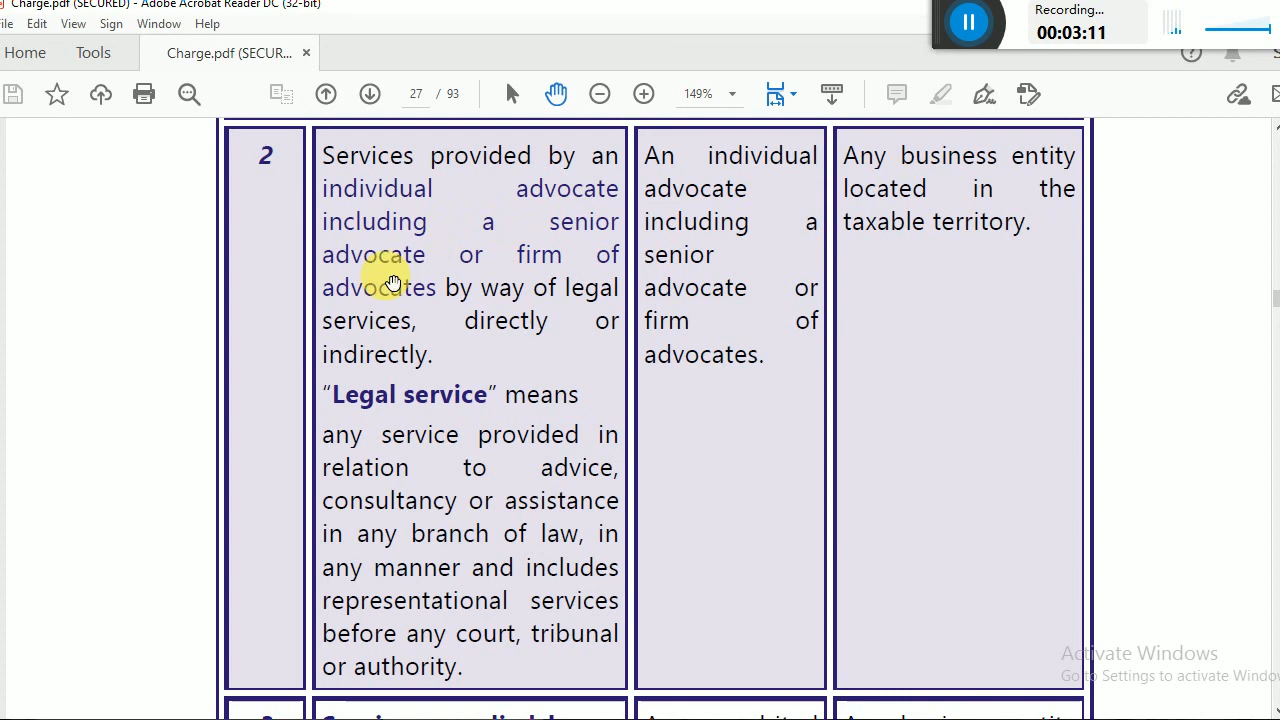 Charge.pdf (SECURED) - Adobe Acrobat Reader DC (32-bit)
File Edit View Sign Window Help
Recording...
00:03:11
Home Tools Charge.pdf (SECUR... ×
27 / 93 149%
2
Services provided by an
individual advocate
including a senior
advocate or firm of
advocates by way of legal
services, directly or
indirectly.
“Legal service” means
any service provided in
relation to advice,
consultancy or assistance
in any branch of law, in
any manner and includes
representational services
before any court, tribunal
or authority.
An individual
advocate
including a
senior
advocate or
firm of
advocates.
Any business entity
located in the
taxable territory.
Activate Windows
Go to Settings to activate Windo